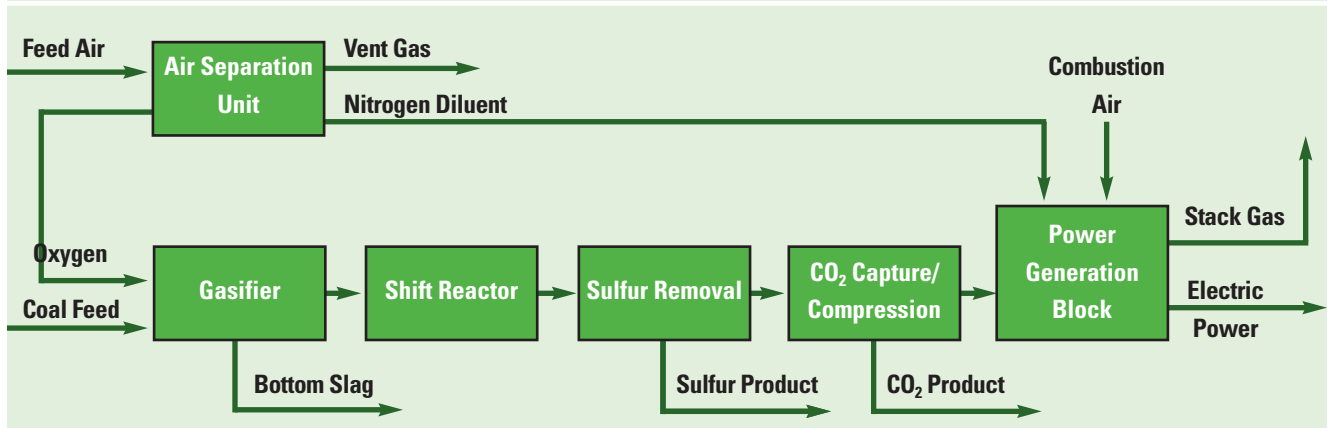 Feed Air
Air Separation
Unit
Vent Gas
Nitrogen Diluent
Combustion
Air
Oxygen
Coal Feed
Gasifier
Shift Reactor
Sulfur Removal
CO₂ Capture/
Compression
Power
Generation
Block
Stack Gas
Electric
Power
Bottom Slag
Sulfur Product
CO₂ Product